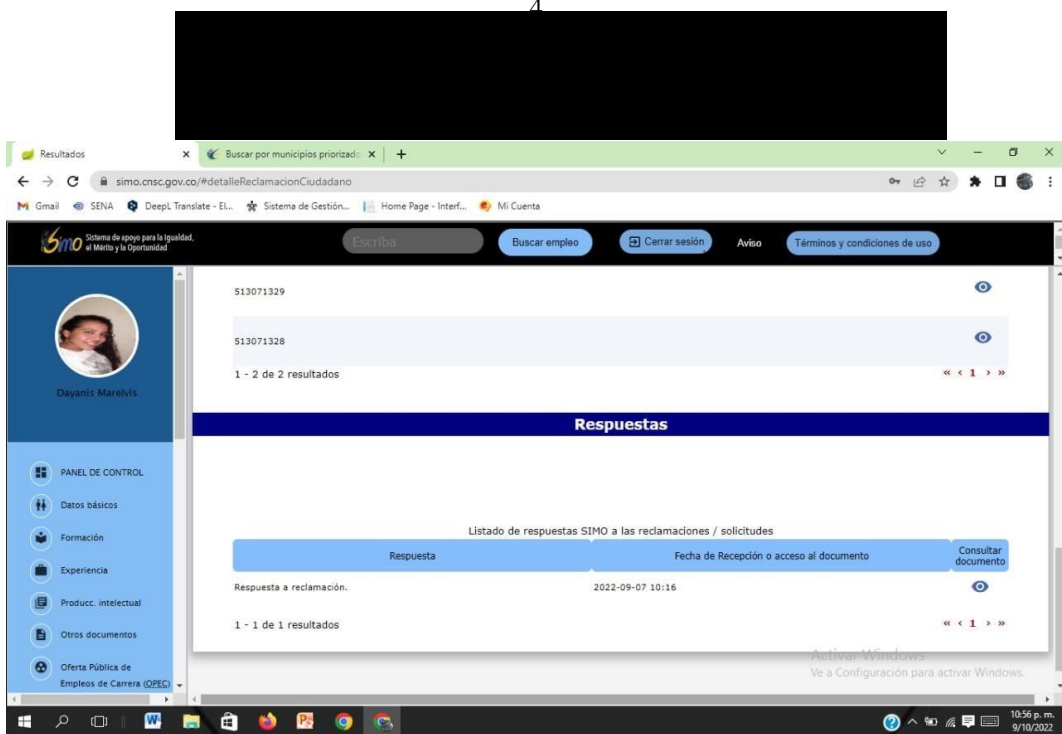 4
Resultados
Buscar por municipios priorizado
simo.cnsc.gov.co/#detalleReclamacionCiudadano
Gmail SENA DeepL Translate - El... Sistema de Gestión... Home Page - Interf... Mi Cuenta
Simo Sistema de apoyo para la Igualdad,
el Mérito y la Oportunidad
Escriba
Buscar empleo
Cerrar sesión
Aviso
Términos y condiciones de uso
Dayanis Marelvis
PANEL DE CONTROL
Datos básicos
Formación
Experiencia
Producc. intelectual
Otros documentos
Oferta Pública de
Empleos de Carrera (OPEC)
513071329
513071328
1 - 2 de 2 resultados
« ‹ 1 › »
Respuestas
Listado de respuestas SIMO a las reclamaciones / solicitudes
Respuesta
Fecha de Recepción o acceso al documento
Consultar
documento
Respuesta a reclamación.
2022-09-07 10:16
1 - 1 de 1 resultados
« ‹ 1 › »
Activar Windows
Ve a Configuración para activar Windows.
10:56 p. m.
9/10/2022